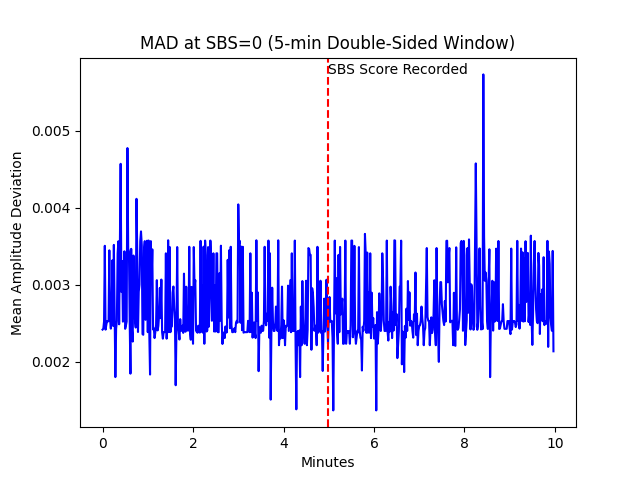 MAD at SBS=0 (5-min Double-Sided Window)
SBS Score Recorded
0.005
0.004
0.003
0.002
Mean Amplitude Deviation
0 2 4 6 8 10
Minutes